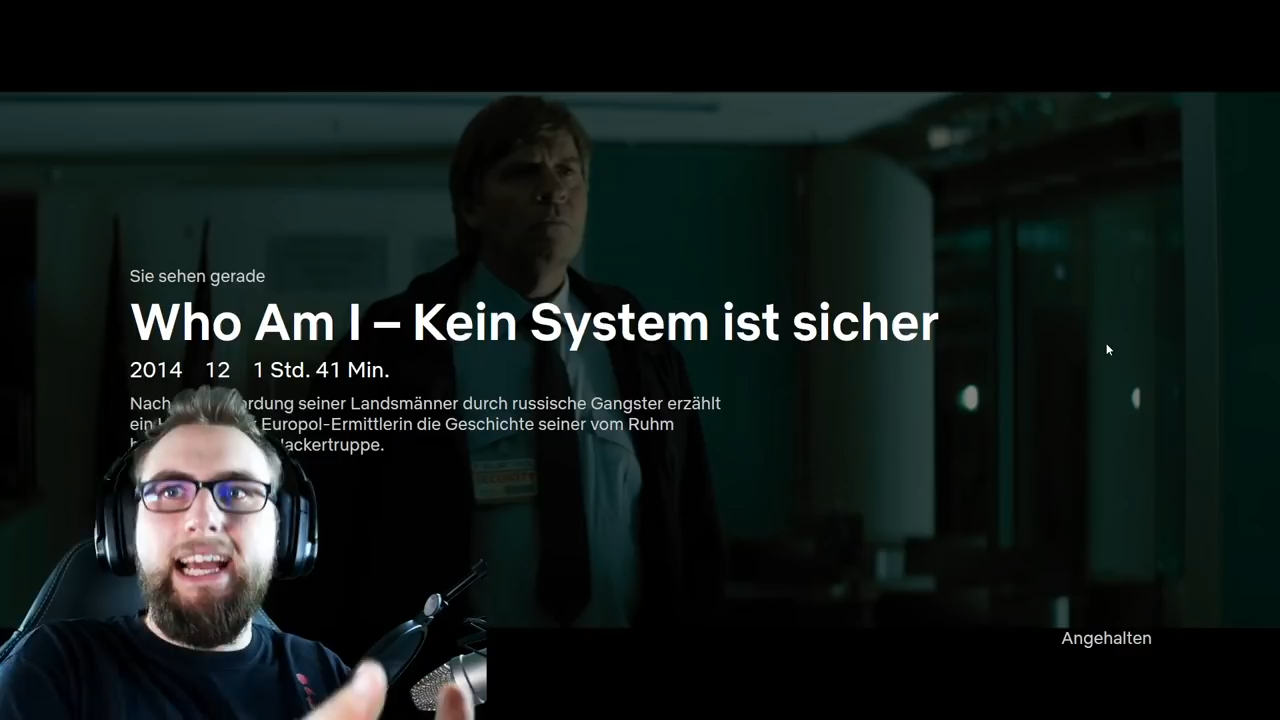 Sie sehen gerade
Who Am I – Kein System ist sicher
2014 12 1 Std. 41 Min.
Nach seiner Landsmänner durch russische Gangster erzählt
Europol-Ermittlerin die Geschichte seiner vom Ruhm
SECURITY
Angehalten